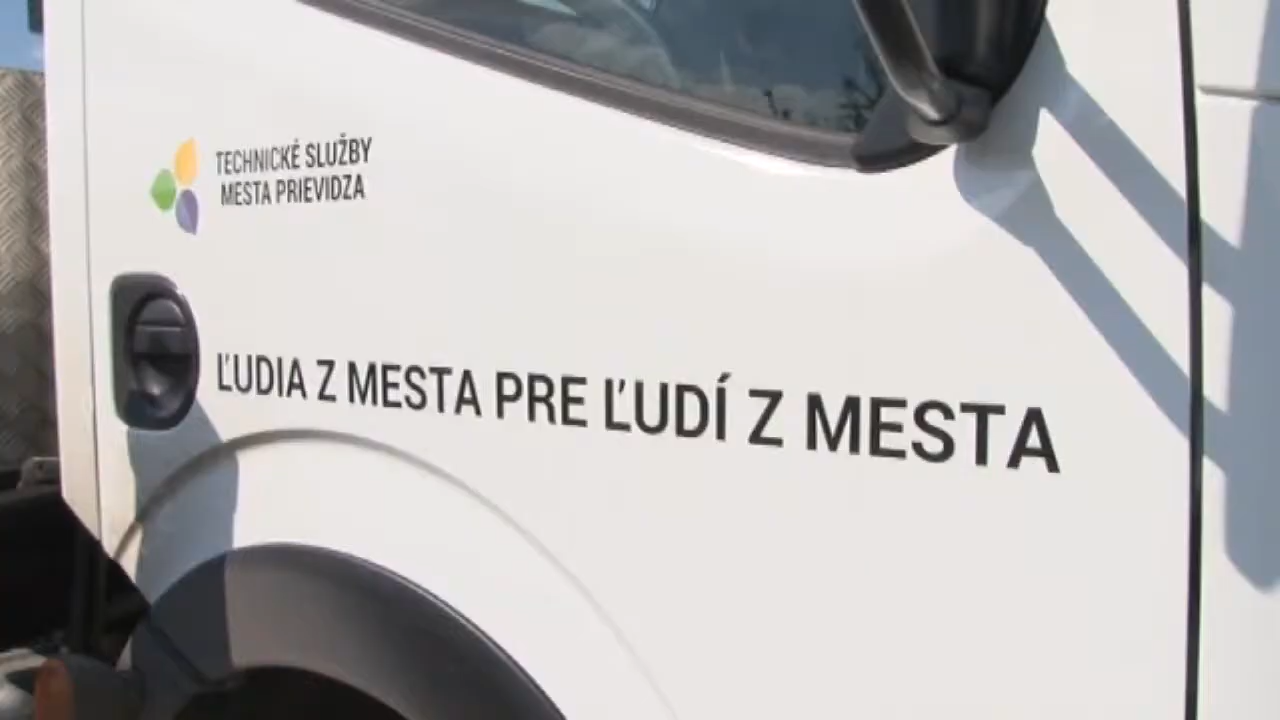 TECHNICKÉ SLUŽBY
MESTA PRIEVIDZA
ĽUDIA Z MESTA PRE ĽUDÍ Z MESTA